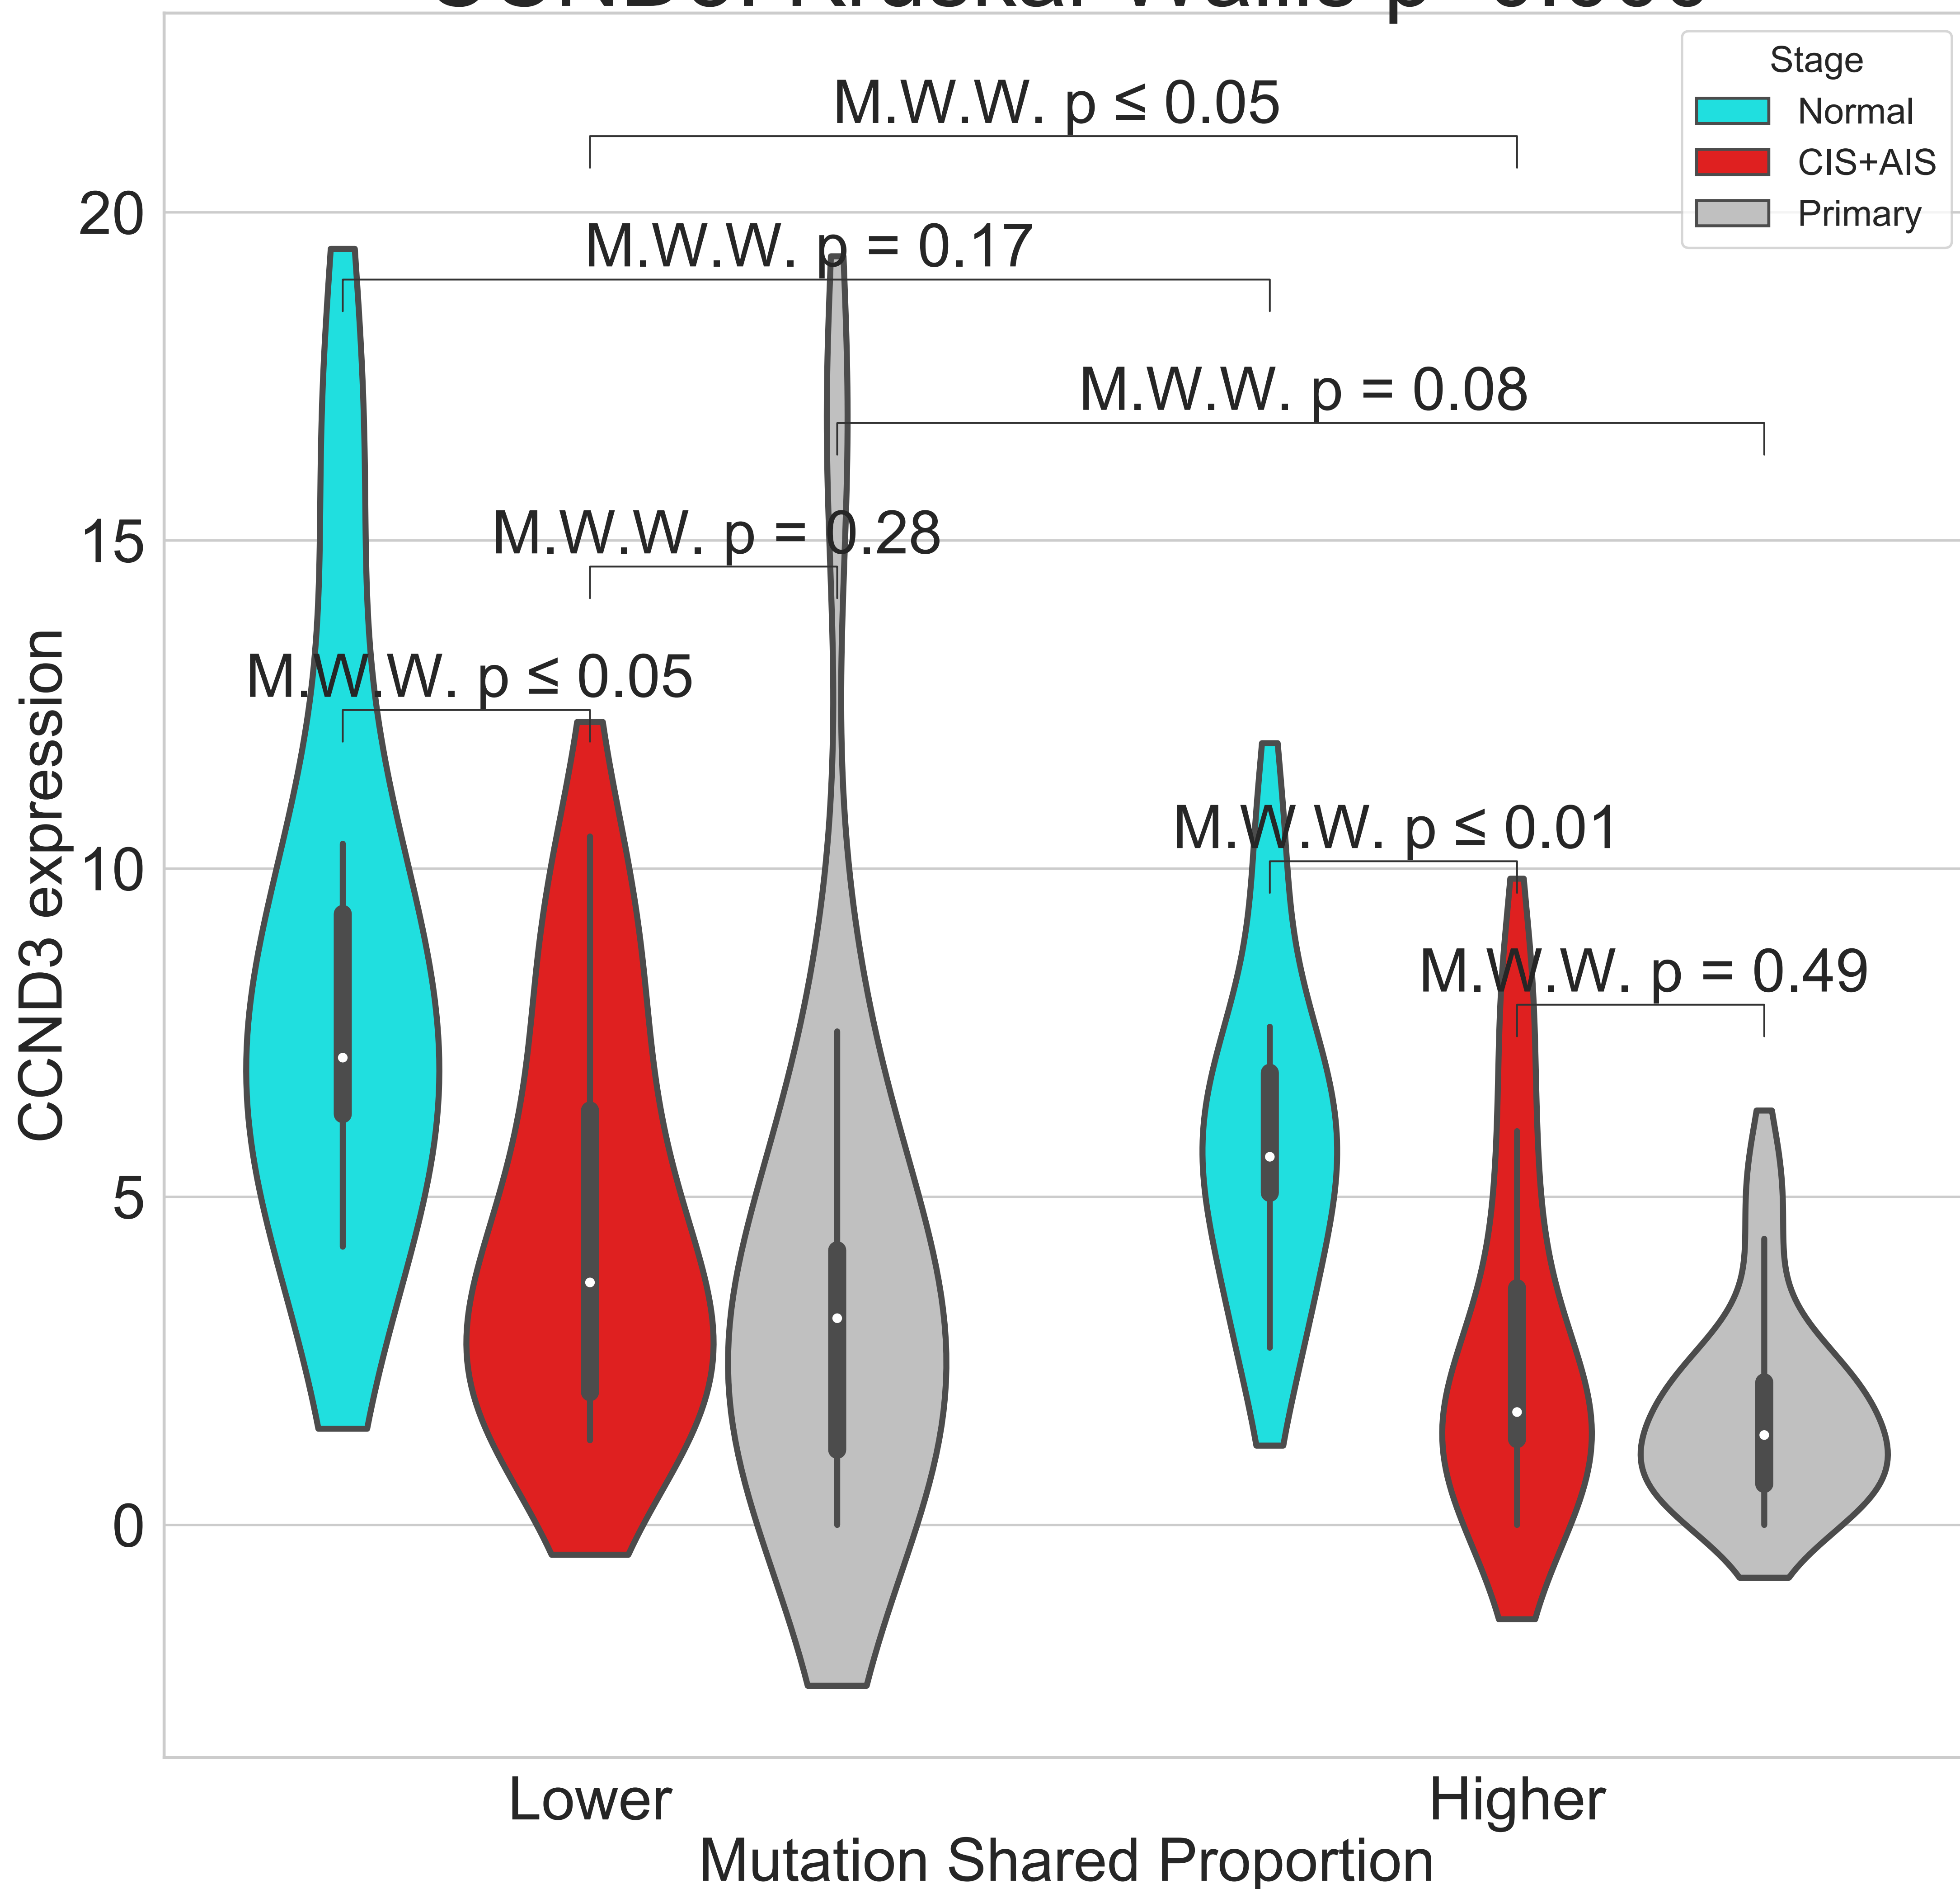 Stage
Normal
CIS+AIS
Primary
M.W.W. p ≤ 0.05
M.W.W. p = 0.17
M.W.W. p = 0.08
M.W.W. p = 0.28
M.W.W. p ≤ 0.05
M.W.W. p ≤ 0.01
M.W.W. p = 0.49
20
15
10
5
0
CCND3 expression
Lower
Higher
Mutation Shared Proportion